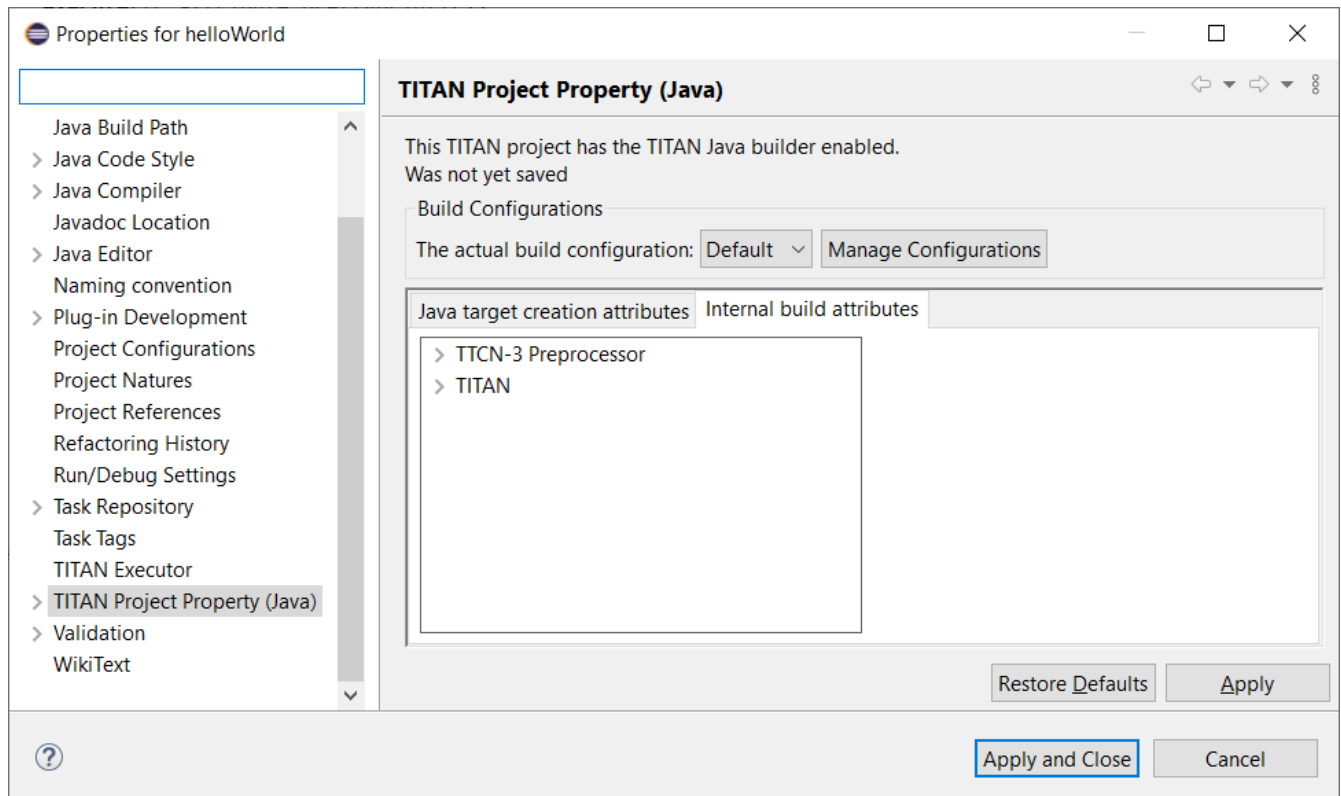 Properties for helloWorld
Java Build Path
Java Code Style
Java Compiler
Javadoc Location
Java Editor
Naming convention
Plug-in Development
Project Configurations
Project Natures
Project References
Refactoring History
Run/Debug Settings
Task Repository
Task Tags
TITAN Executor
TITAN Project Property (Java)
Validation
WikiText
TITAN Project Property (Java)
This TITAN project has the TITAN Java builder enabled.
Was not yet saved
Build Configurations
The actual build configuration: Default Manage Configurations
Java target creation attributes Internal build attributes
TTCN-3 Preprocessor
TITAN
Restore Defaults Apply
Apply and Close Cancel